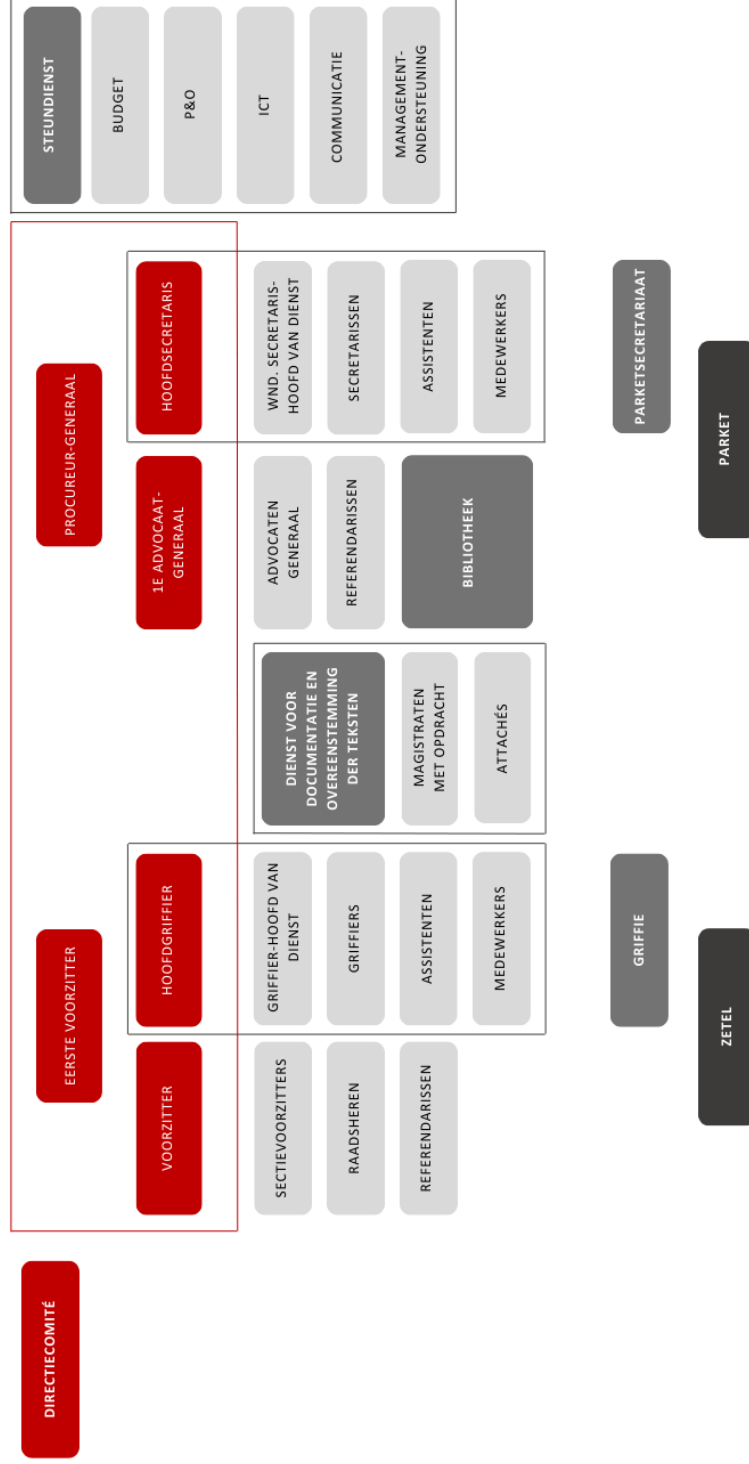 DIRECTIECOMITÉ
EERSTE VOORZITTER
PROCUREUR-GENERAAL
VOORZITTER
HOOFDGRIFFIER
1E ADVOCAAT-
GENERAAL
HOOFDSECRETARIS
SECTIEVOORZITTERS
RAADSHEREN
REFERENDARISSEN
GRIFFIER-HOOFD VAN
DIENST
GRIFFIERS
ASSISTENTEN
MEDEWERKERS
DIENST VOOR
DOCUMENTATIE EN
OVEREENSTEMMING
DER TEKSTEN
MAGISTRATEN
MET OPDRACHT
ATTACHÉS
ADVOCATEN
GENERAAL
REFERENDARISSEN
BIBLIOTHEEK
WND. SECRETARIS-
HOOFD VAN DIENST
SECRETARISSEN
ASSISTENTEN
MEDEWERKERS
STEUNDIENST
BUDGET
P&O
ICT
COMMUNICATIE
MANAGEMENT-
ONDERSTEUNING
GRIFFIE
PARKETSECRETARIAAT
ZETEL
PARKET